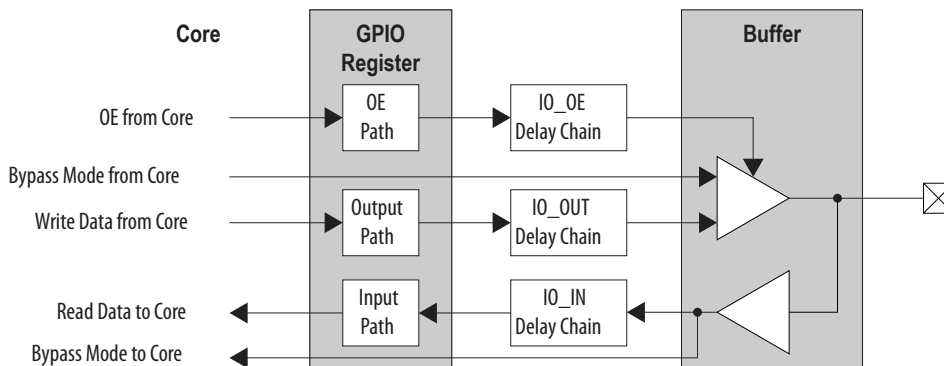 Core
GPIO
Register
Buffer
OE from Core
OE
Path
IO_OE
Delay Chain
Bypass Mode from Core
Write Data from Core
Output
Path
IO_OUT
Delay Chain
Read Data to Core
Input
Path
IO_IN
Delay Chain
Bypass Mode to Core